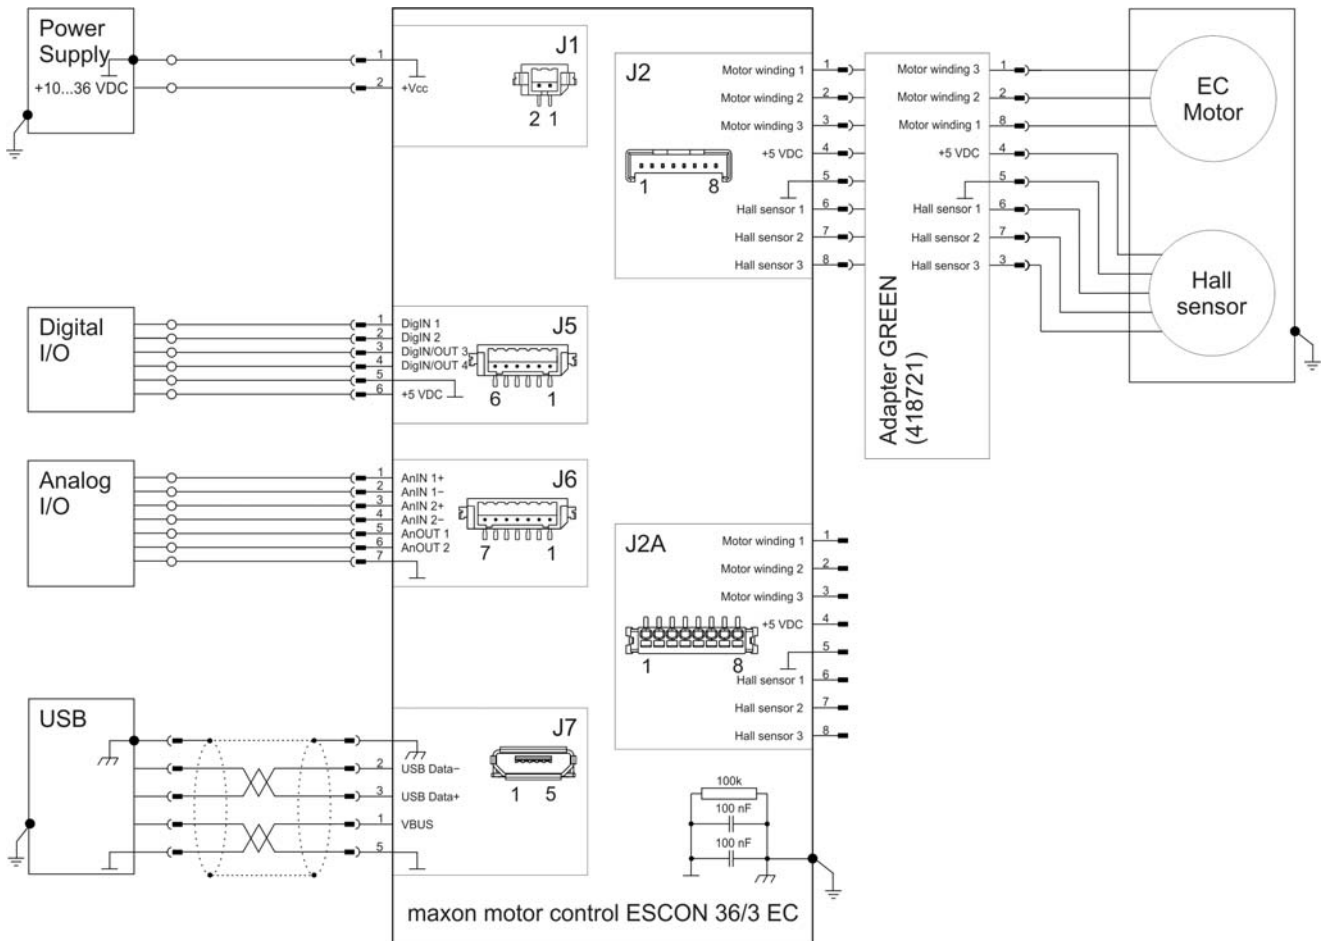 Power
Supply
+10...36 VDC
1
2
+Vcc
J1
2 1
J2
Motor winding 1
Motor winding 2
Motor winding 3
+5 VDC
Hall sensor 1
Hall sensor 2
Hall sensor 3
1
2
3
4
5
6
7
8
1
8
Motor winding 3
Motor winding 2
Motor winding 1
+5 VDC
Hall sensor 1
Hall sensor 2
Hall sensor 3
1
2
8
4
5
6
7
3
Adapter GREEN
(418721)
EC
Motor
Hall
sensor
Digital
I/O
1
2
3
4
5
6
DigIN 1
DigIN 2
DigIN/OUT 3
DigIN/OUT 4
+5 VDC
J5
6
1
Analog
I/O
1
2
3
4
5
6
7
AnIN 1+
AnIN 1−
AnIN 2+
AnIN 2−
AnOUT 1
AnOUT 2
J6
7
1
J2A
Motor winding 1
Motor winding 2
Motor winding 3
+5 VDC
Hall sensor 1
Hall sensor 2
Hall sensor 3
1
2
3
4
5
6
7
8
1
8
USB
2
3
1
5
USB Data−
USB Data+
VBUS
J7
1
5
100k
100 nF
100 nF
maxon motor control ESCON 36/3 EC